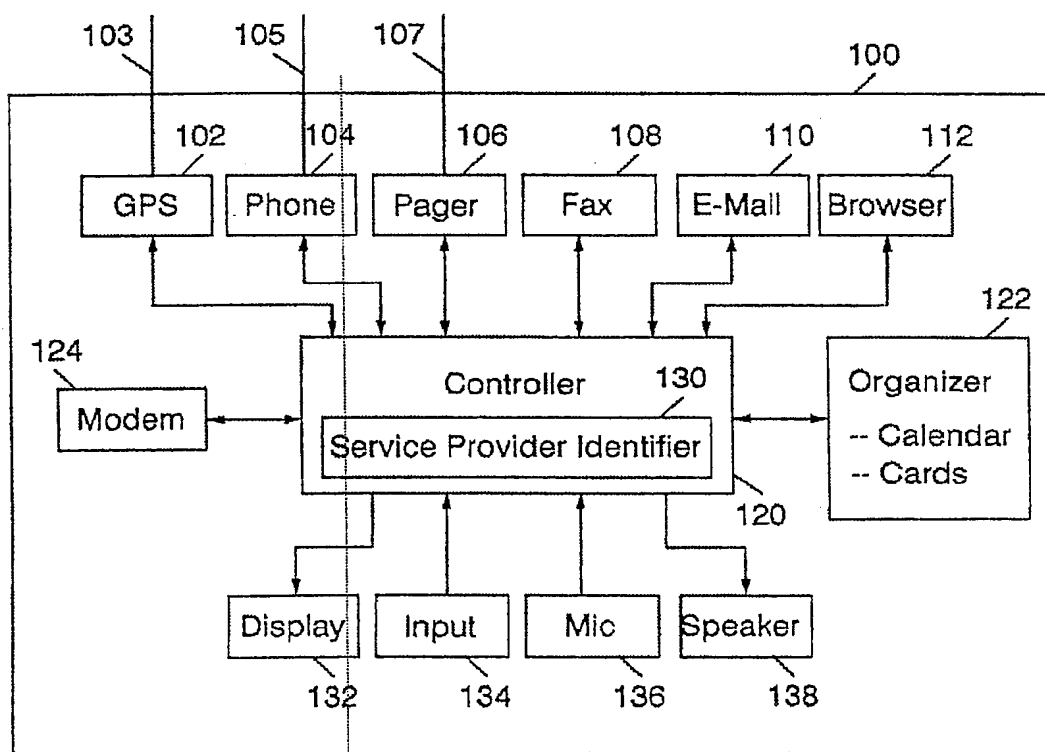 103
105
107
100
102
104
106
108
110
112
GPS
Phone
Pager
Fax
E-Mail
Browser
124
Modem
Controller
130
Service Provider Identifier
120
122
Organizer
-- Calendar
-- Cards
Display
Input
Mic
Speaker
132
134
136
138